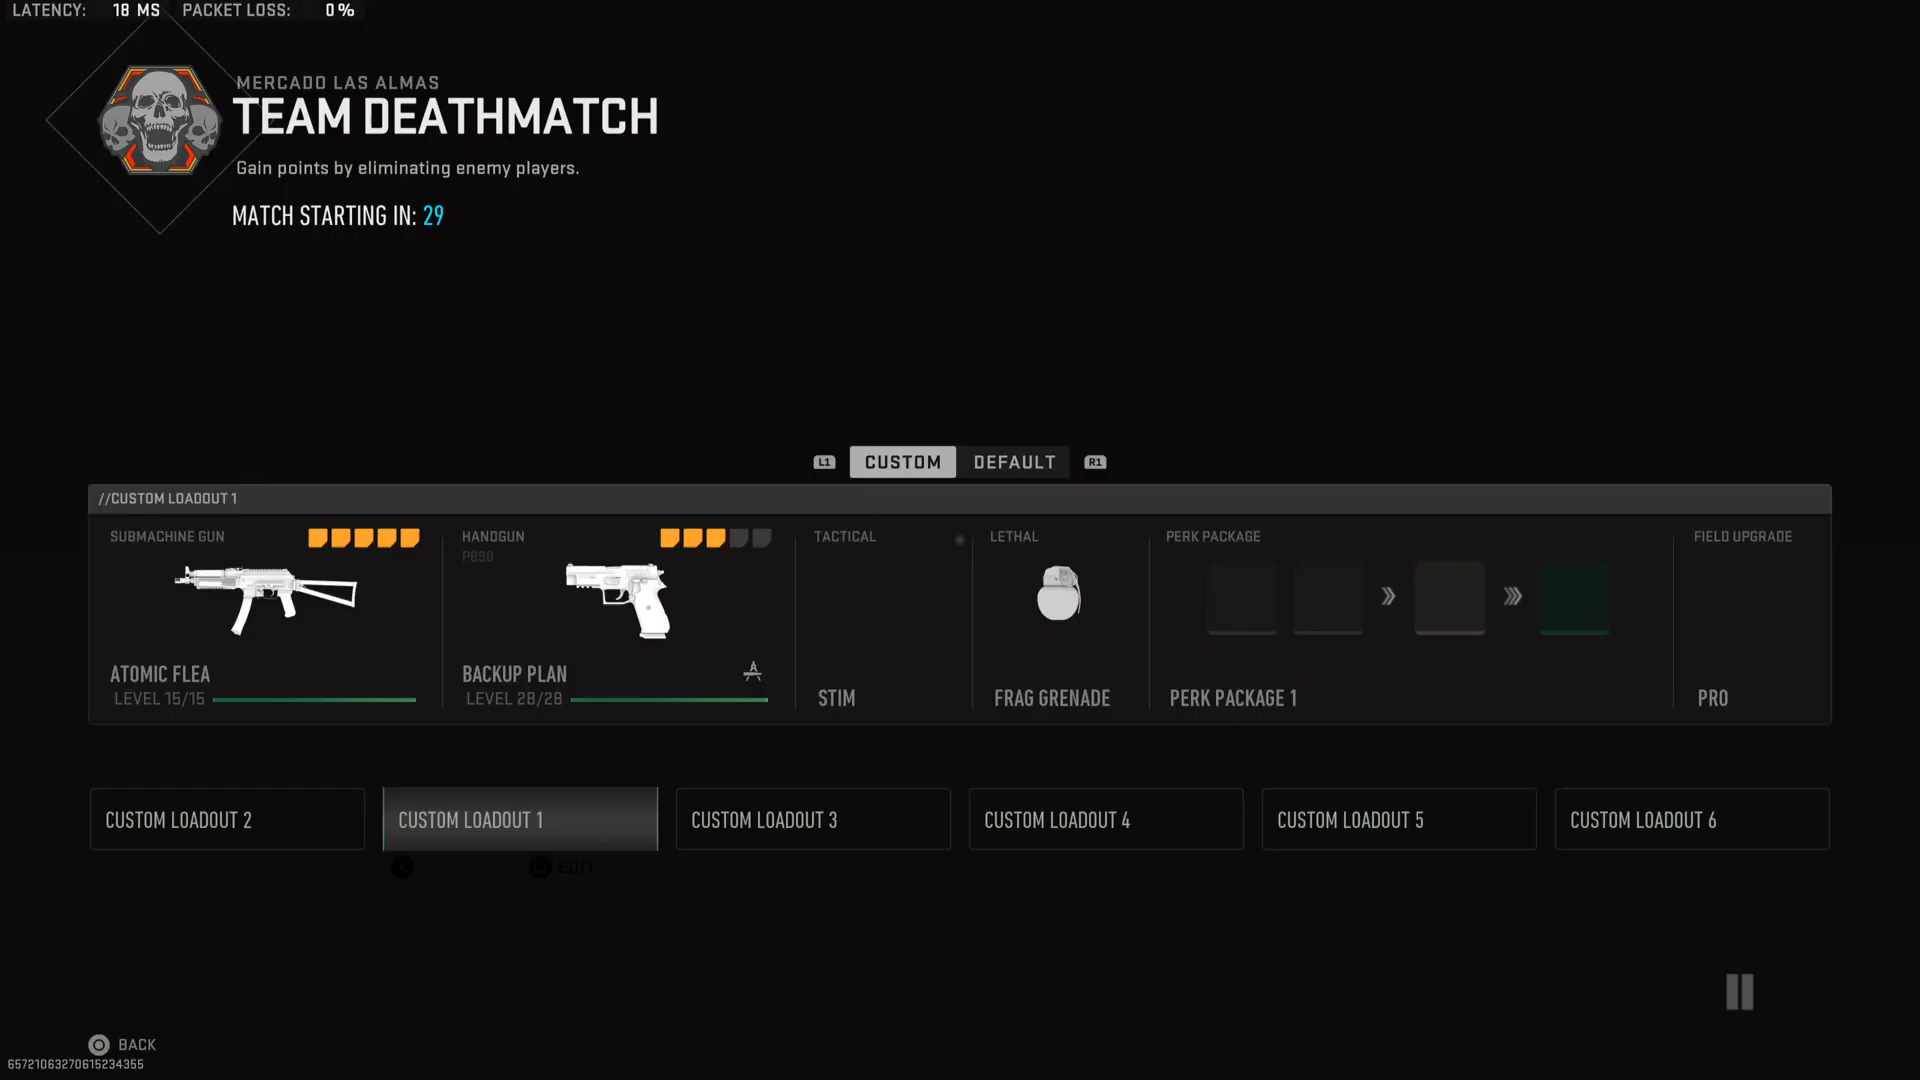 LATENCY: 18 MS PACKET LOSS: 0%
MERCADO LAS ALMAS
TEAM DEATHMATCH
Gain points by eliminating enemy players.
MATCH STARTING IN: 29
L1 CUSTOM DEFAULT R1
//CUSTOM LOADOUT 1
SUBMACHINE GUN
HANDGUN
P890
TACTICAL
LETHAL
PERK PACKAGE
FIELD UPGRADE
ATOMIC FLEA
LEVEL 15/15
BACKUP PLAN
LEVEL 28/28
STIM
FRAG GRENADE
PERK PACKAGE 1
PRO
CUSTOM LOADOUT 2
CUSTOM LOADOUT 1
CUSTOM LOADOUT 3
CUSTOM LOADOUT 4
CUSTOM LOADOUT 5
CUSTOM LOADOUT 6
EDIT
BACK
65721063270615234355